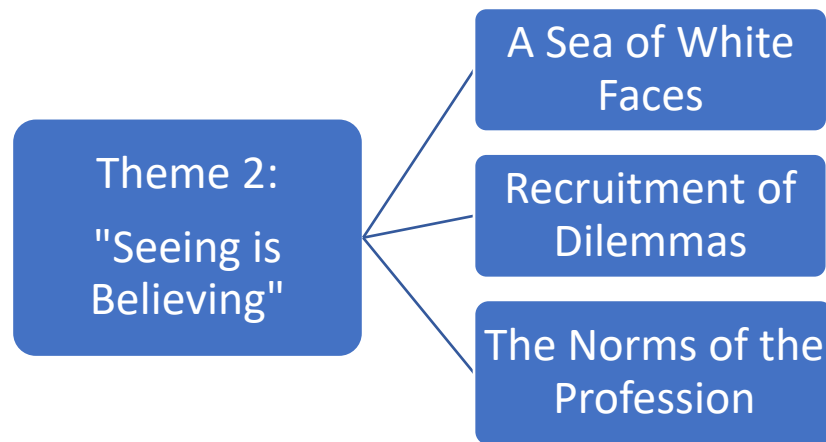 Theme 2:
"Seeing is
Believing"
A Sea of White
Faces
Recruitment of
Dilemmas
The Norms of the
Profession